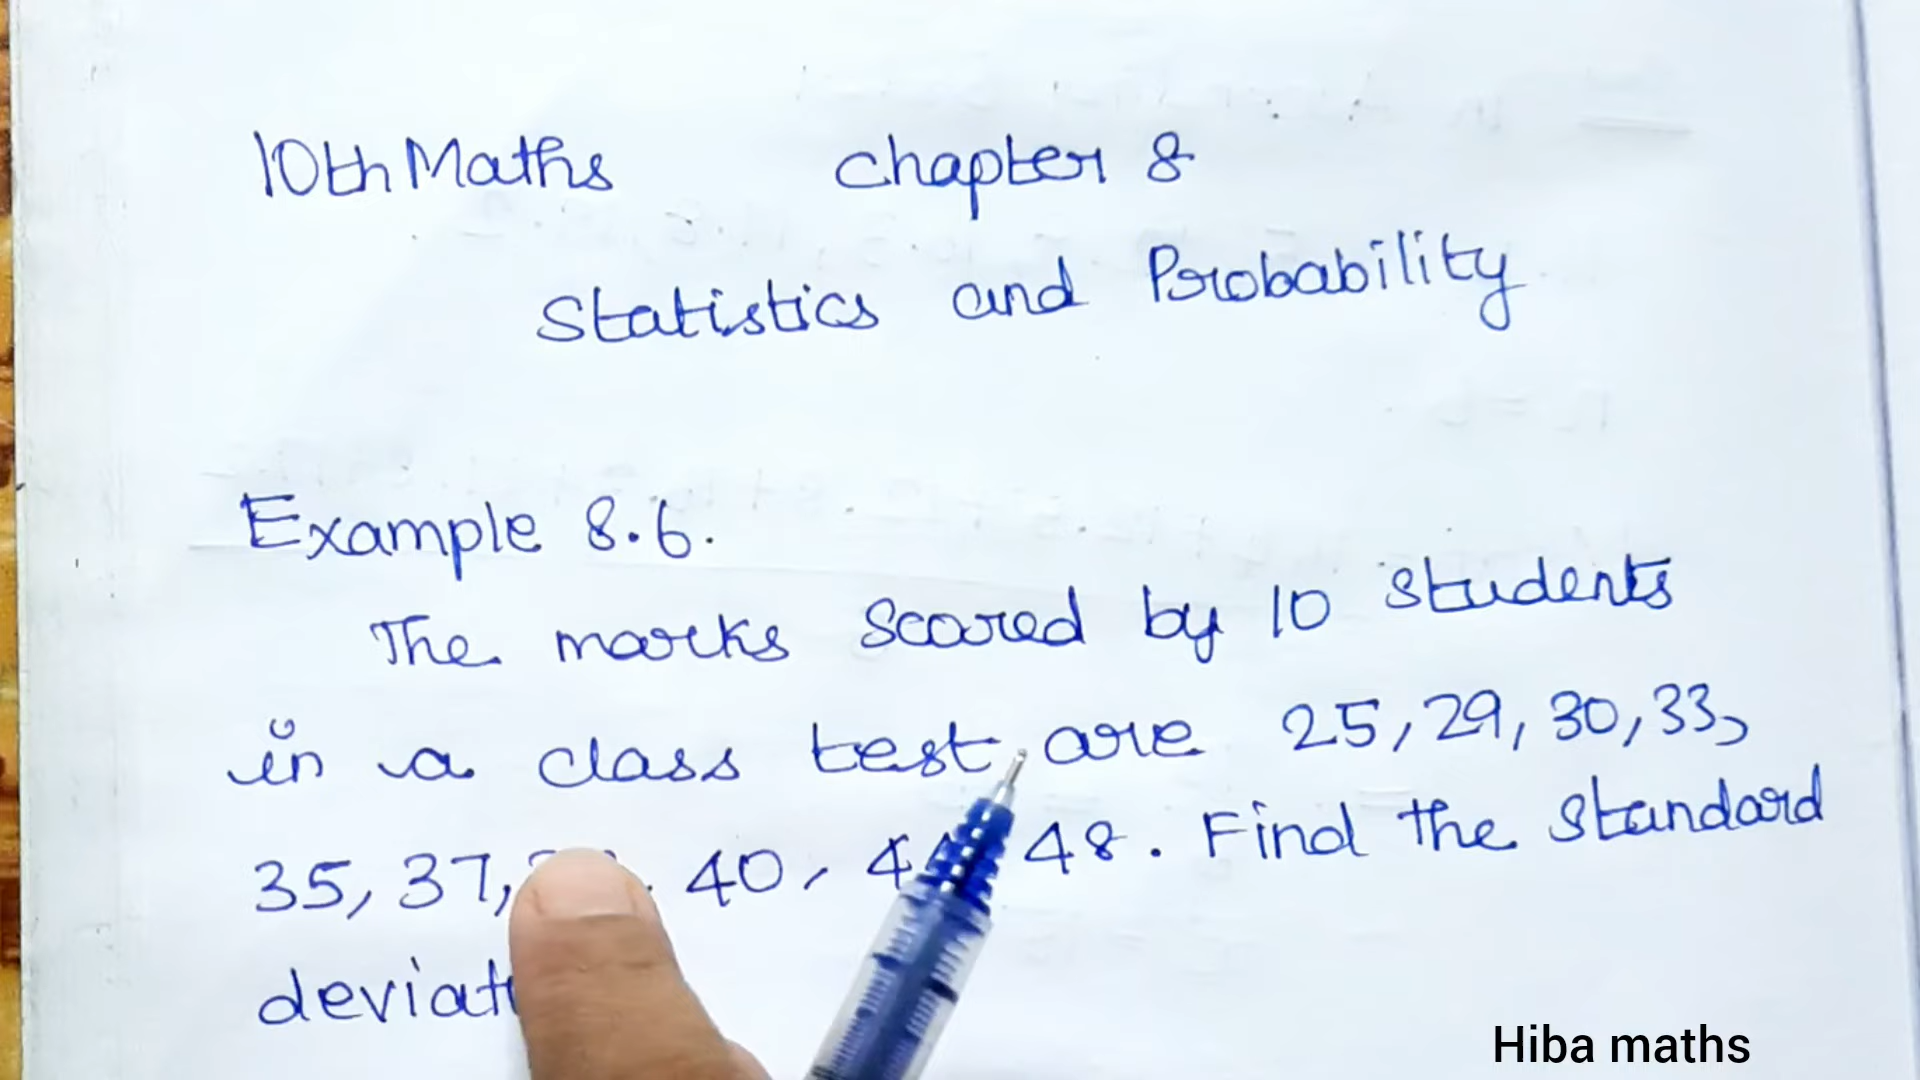 10th Maths chapter 8
Statistics and Probability
Example 8.6.
The marks scored by 10 students
in a class test are 25, 29, 30, 33,
35, 37, 40, 48. Find the standard
Hiba maths